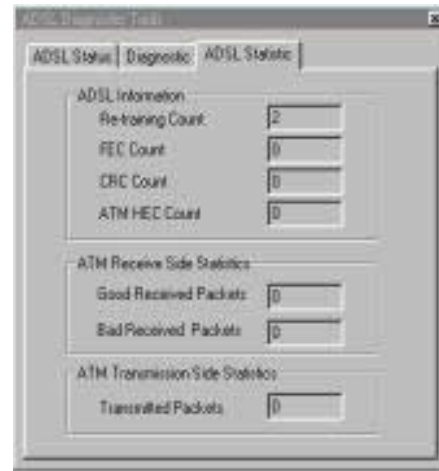 ADSL Diagnostic Tools
ADSL Status Diagnostic ADSL Statistic
ADSL Information
Re-training Count 2
FEC Count 0
CRC Count 0
ATM HEC Count 0
ATM Receive Side Statistics
Good Received Packets 0
Bad Received Packets 0
ATM Transmission Side Statistics
Transmitted Packets 0